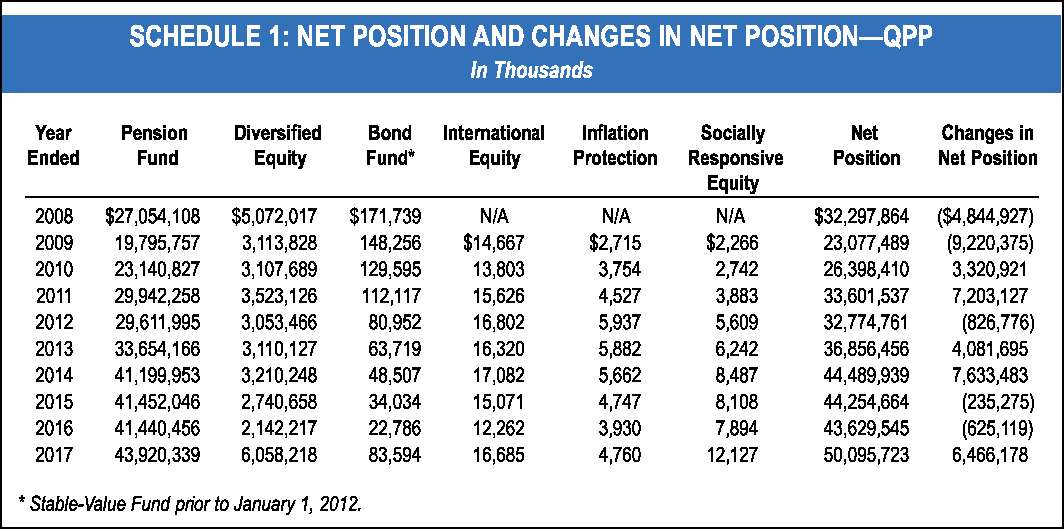 SCHEDULE 1: NET POSITION AND CHANGES IN NET POSITION—QPP
In Thousands
Year Pension Diversified Bond International Inflation Socially Net Changes in
Ended Fund Equity Fund* Equity Protection Responsive Position Net Position
Equity
2008 $27,054,108 $5,072,017 $171,739 N/A N/A N/A $32,297,864 ($4,844,927)
2009 19,795,757 3,113,828 148,256 $14,667 $2,715 $2,266 23,077,489 (9,220,375)
2010 23,140,827 3,107,689 129,595 13,803 3,754 2,742 26,398,410 3,320,921
2011 29,942,258 3,523,126 112,117 15,626 4,527 3,883 33,601,537 7,203,127
2012 29,611,995 3,053,466 80,952 16,802 5,937 5,609 32,774,761 (826,776)
2013 33,654,166 3,110,127 63,719 16,320 5,882 6,242 36,856,456 4,081,695
2014 41,199,953 3,210,248 48,507 17,082 5,662 8,487 44,489,939 7,633,483
2015 41,452,046 2,740,658 34,034 15,071 4,747 8,108 44,254,664 (235,275)
2016 41,440,456 2,142,217 22,786 12,262 3,930 7,894 43,629,545 (625,119)
2017 43,920,339 6,058,218 83,594 16,685 4,760 12,127 50,095,723 6,466,178
* Stable-Value Fund prior to January 1, 2012.